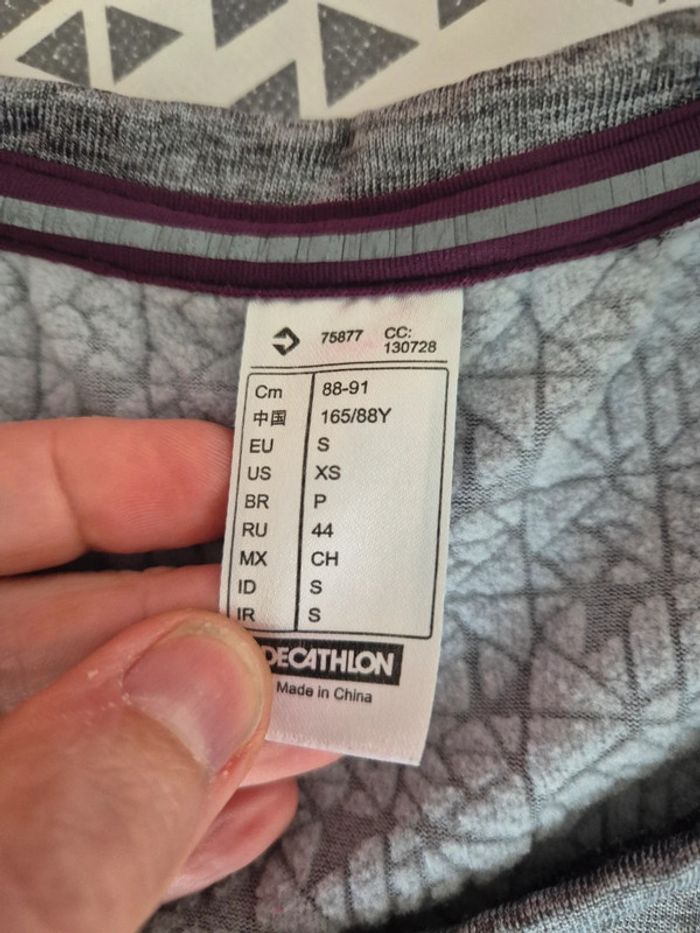 75877 CC:
130728
Cm 88-91
中国 165/88Y
EU S
US XS
BR P
RU 44
MX CH
ID S
IR S
DECATHLON
Made in China